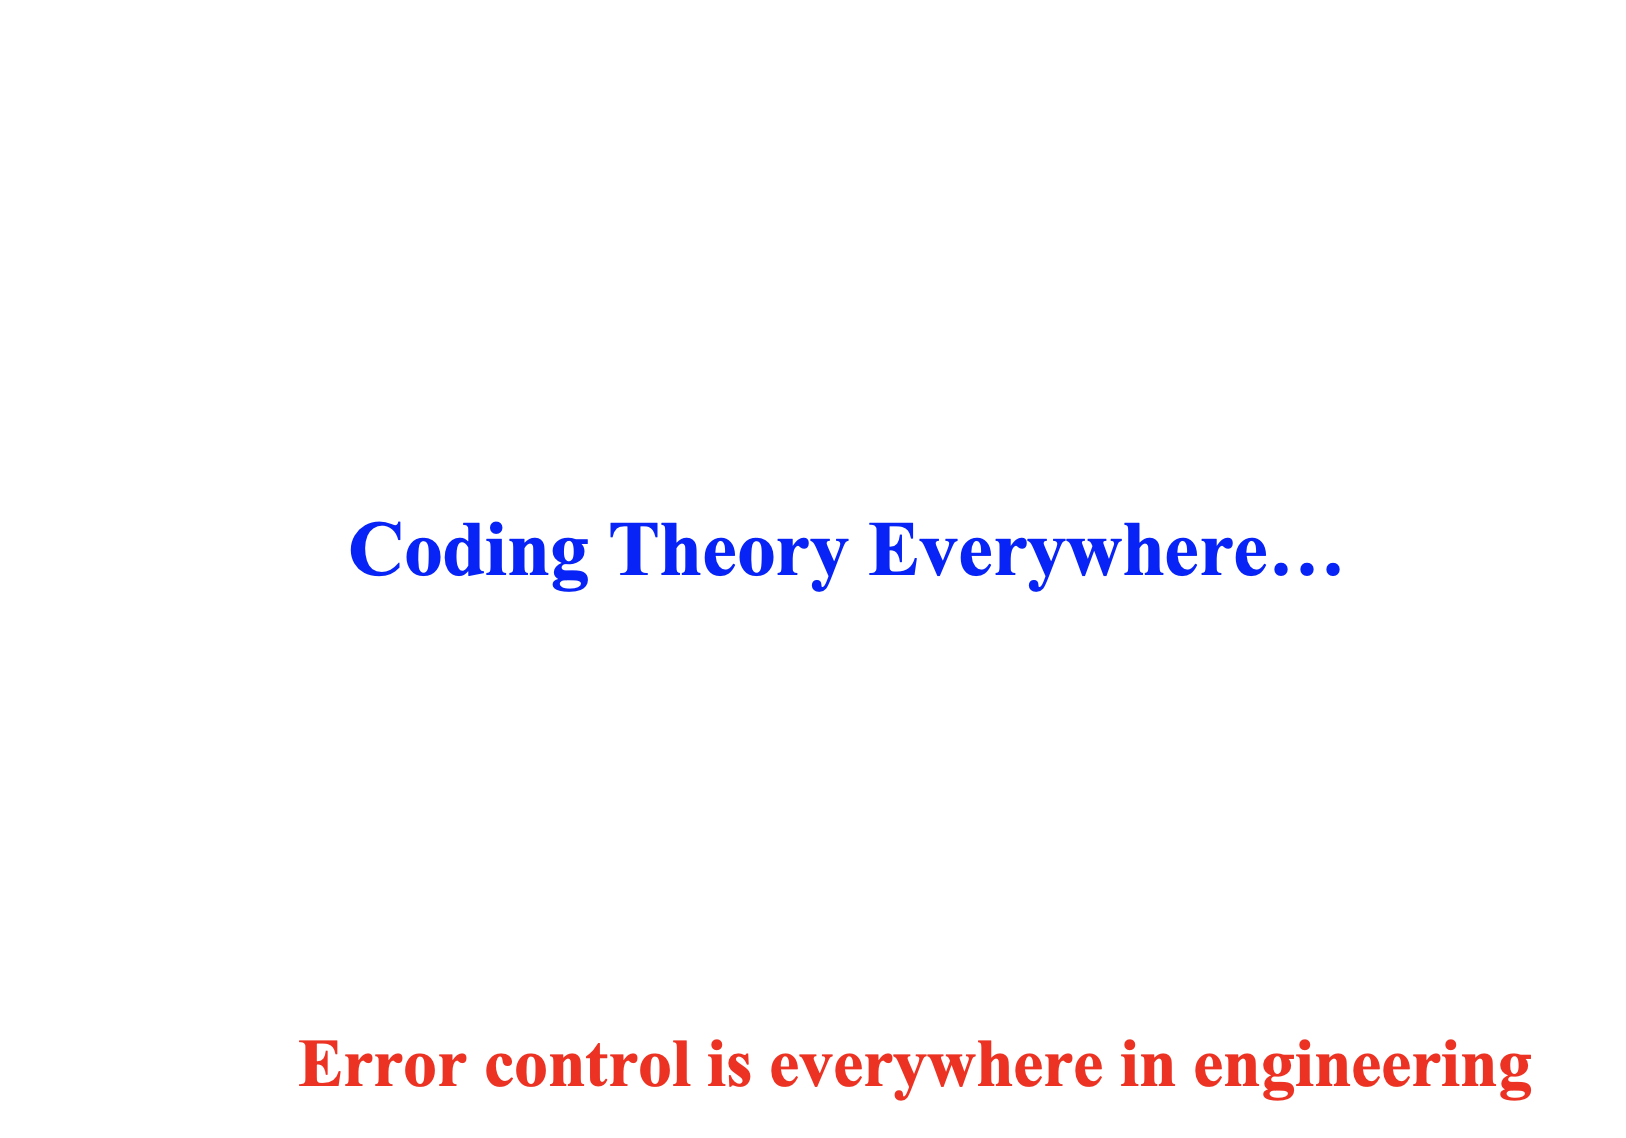 Coding Theory Everywhere…
Error control is everywhere in engineering